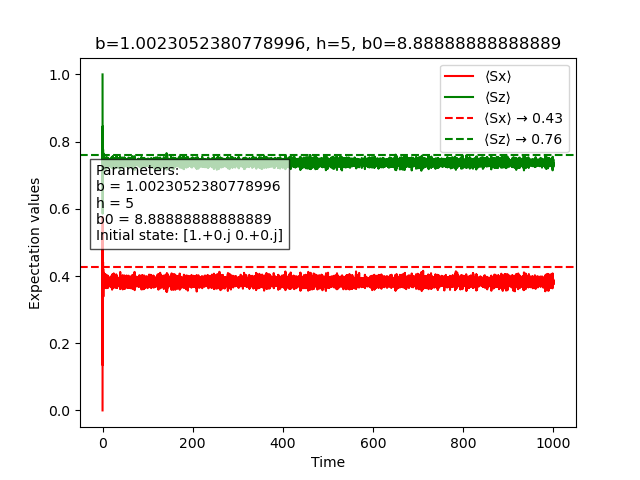 b=1.0023052380778996, h=5, b0=8.88888888888889
⟨Sx⟩
⟨Sz⟩
⟨Sx⟩ → 0.43
⟨Sz⟩ → 0.76
Parameters:
b = 1.0023052380778996
h = 5
b0 = 8.88888888888889
Initial state: [1.+0.j 0.+0.j]
Expectation values
1.0
0.8
0.6
0.4
0.2
0.0
0 200 400 600 800 1000
Time